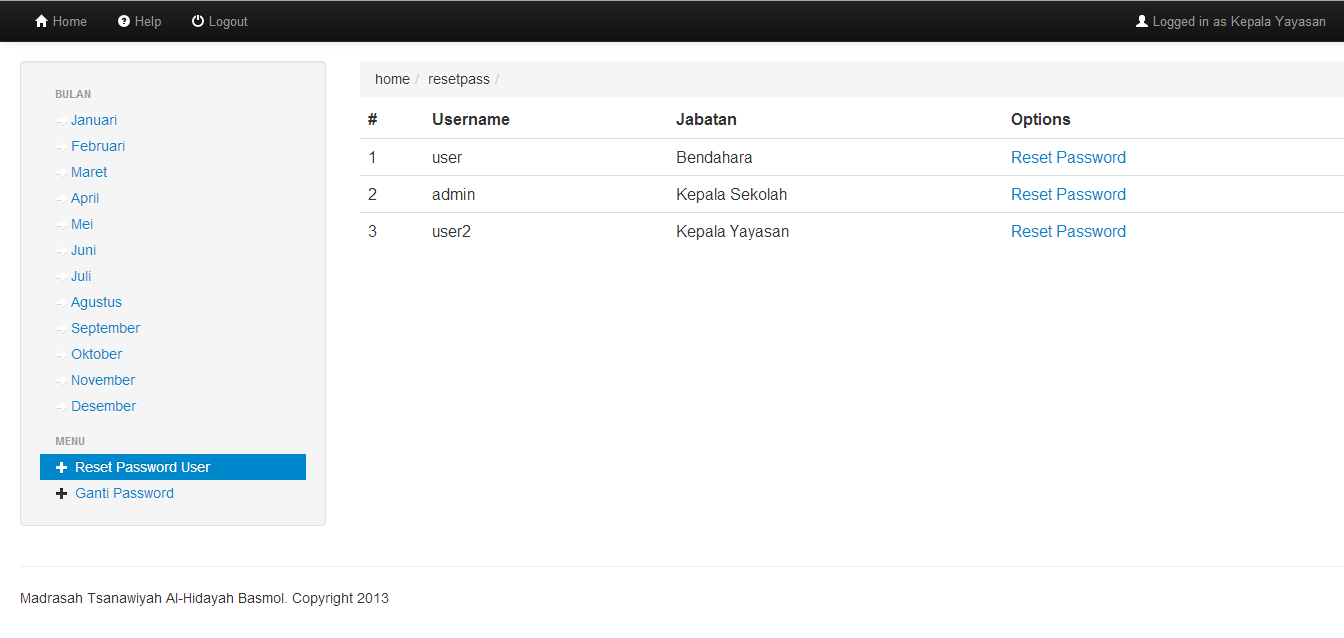 Home Help Logout Logged in as Kepala Yayasan
BULAN
Januari
Februari
Maret
April
Mei
Juni
Juli
Agustus
September
Oktober
November
Desember
MENU
Reset Password User
Ganti Password
home / resetpass /
# Username Jabatan Options
1 user Bendahara Reset Password
2 admin Kepala Sekolah Reset Password
3 user2 Kepala Yayasan Reset Password
Madrasah Tsanawiyah Al-Hidayah Basmol. Copyright 2013